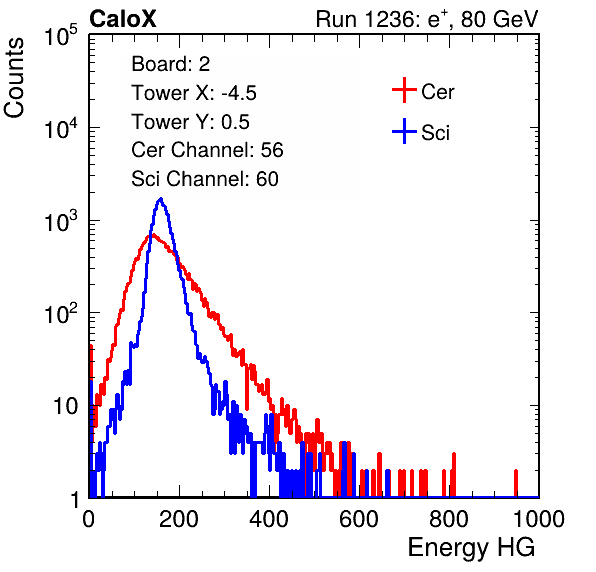 CaloX Run 1236: e⁺, 80 GeV
Board: 2
Tower X: -4.5
Tower Y: 0.5
Cer Channel: 56
Sci Channel: 60
Cer
Sci
Counts
10⁵
10⁴
10³
10²
10
1
0 200 400 600 800 1000
Energy HG